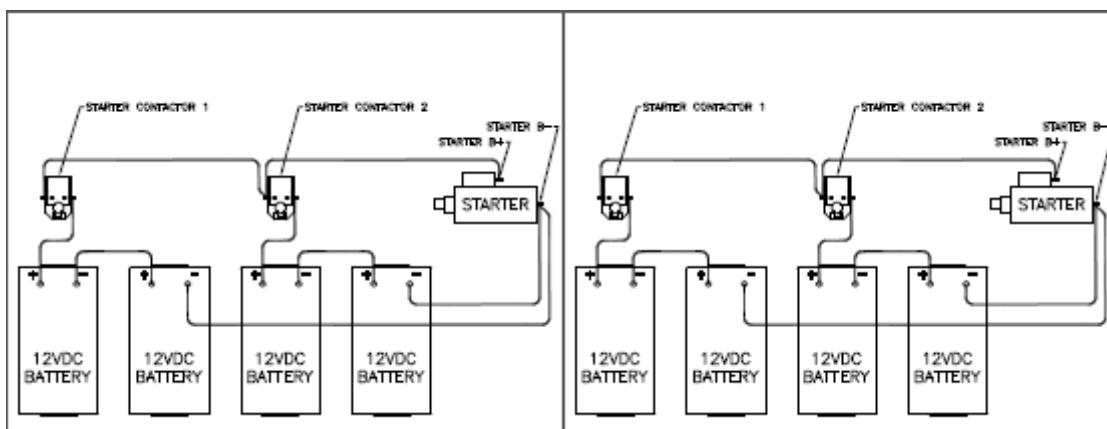 STARTER CONTACTOR 1
STARTER CONTACTOR 2
STARTER B-
STARTER B+
STARTER
+ - + - + - + -
12VDC BATTERY
12VDC BATTERY
12VDC BATTERY
12VDC BATTERY
STARTER CONTACTOR 1
STARTER CONTACTOR 2
STARTER B-
STARTER B+
STARTER
+ - + - + - + -
12VDC BATTERY
12VDC BATTERY
12VDC BATTERY
12VDC BATTERY